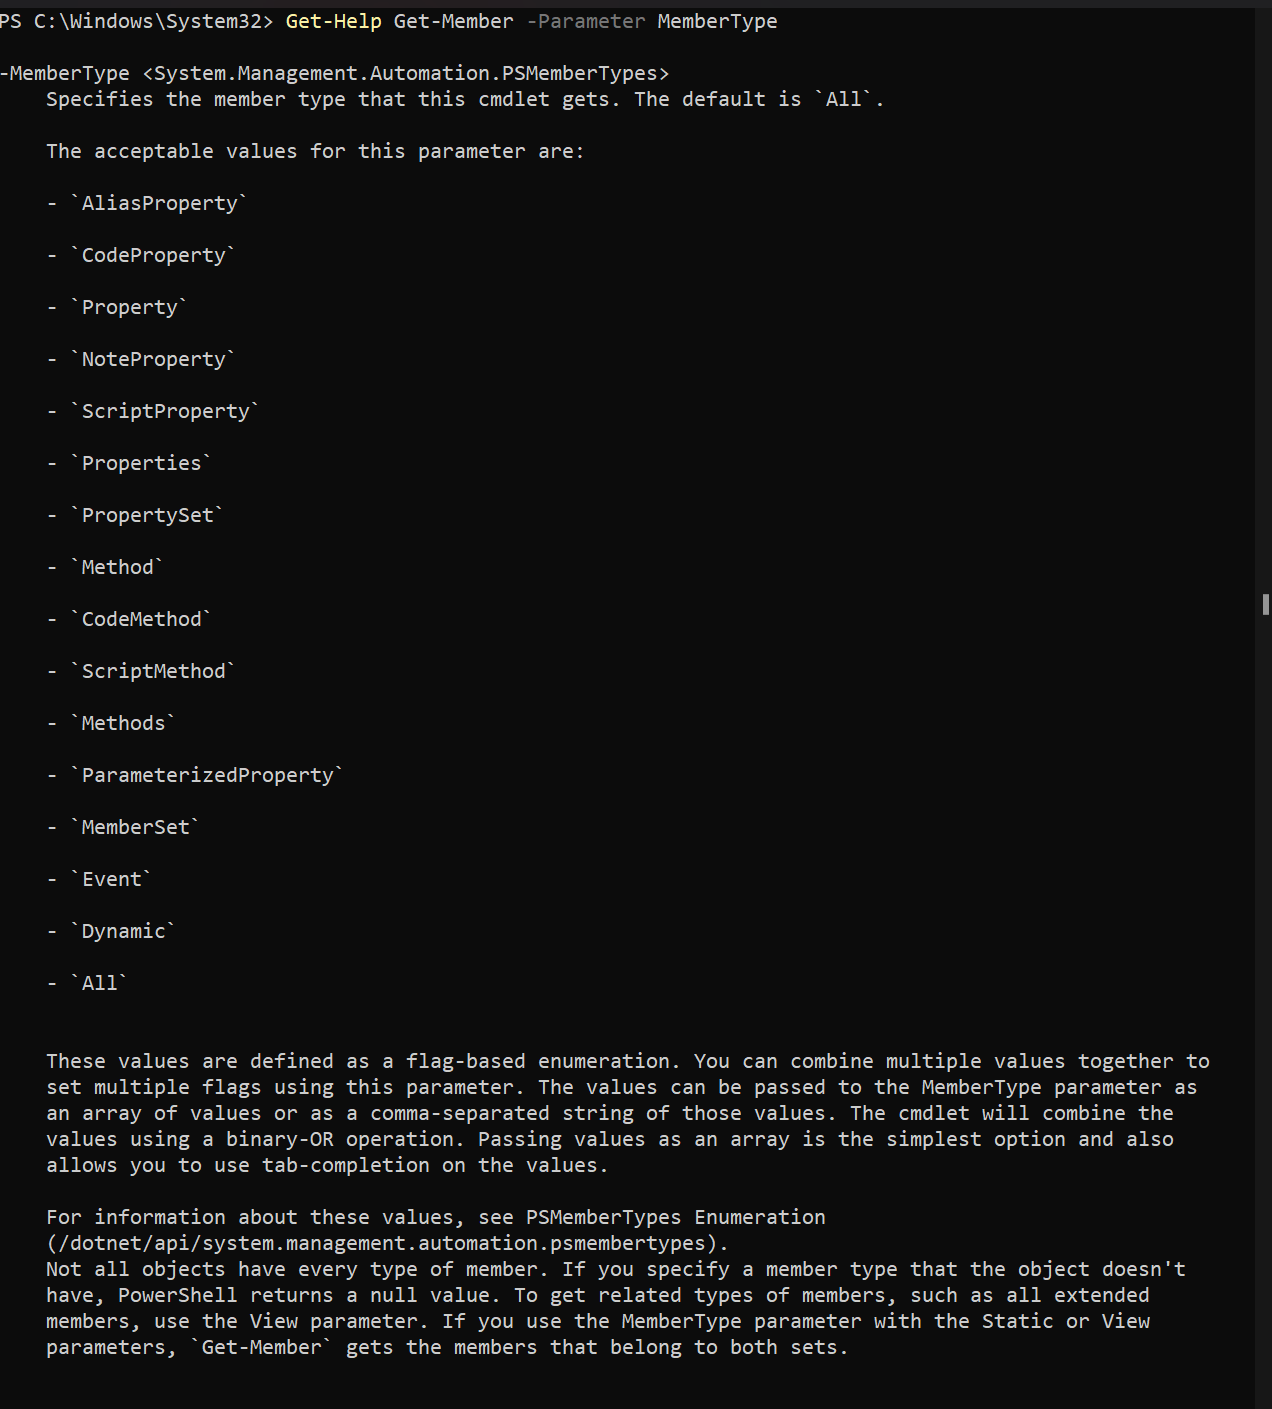 PS C:\Windows\System32> Get-Help Get-Member -Parameter MemberType
-MemberType <System.Management.Automation.PSMemberTypes>
Specifies the member type that this cmdlet gets. The default is `All`.
The acceptable values for this parameter are:
- `AliasProperty`
- `CodeProperty`
- `Property`
- `NoteProperty`
- `ScriptProperty`
- `Properties`
- `PropertySet`
- `Method`
- `CodeMethod`
- `ScriptMethod`
- `Methods`
- `ParameterizedProperty`
- `MemberSet`
- `Event`
- `Dynamic`
- `All`
These values are defined as a flag-based enumeration. You can combine multiple values together to
set multiple flags using this parameter. The values can be passed to the MemberType parameter as
an array of values or as a comma-separated string of those values. The cmdlet will combine the
values using a binary-OR operation. Passing values as an array is the simplest option and also
allows you to use tab-completion on the values.
For information about these values, see PSMemberTypes Enumeration
(/dotnet/api/system.management.automation.psmembertypes).
Not all objects have every type of member. If you specify a member type that the object doesn't
have, PowerShell returns a null value. To get related types of members, such as all extended
members, use the View parameter. If you use the MemberType parameter with the Static or View
parameters, `Get-Member` gets the members that belong to both sets.